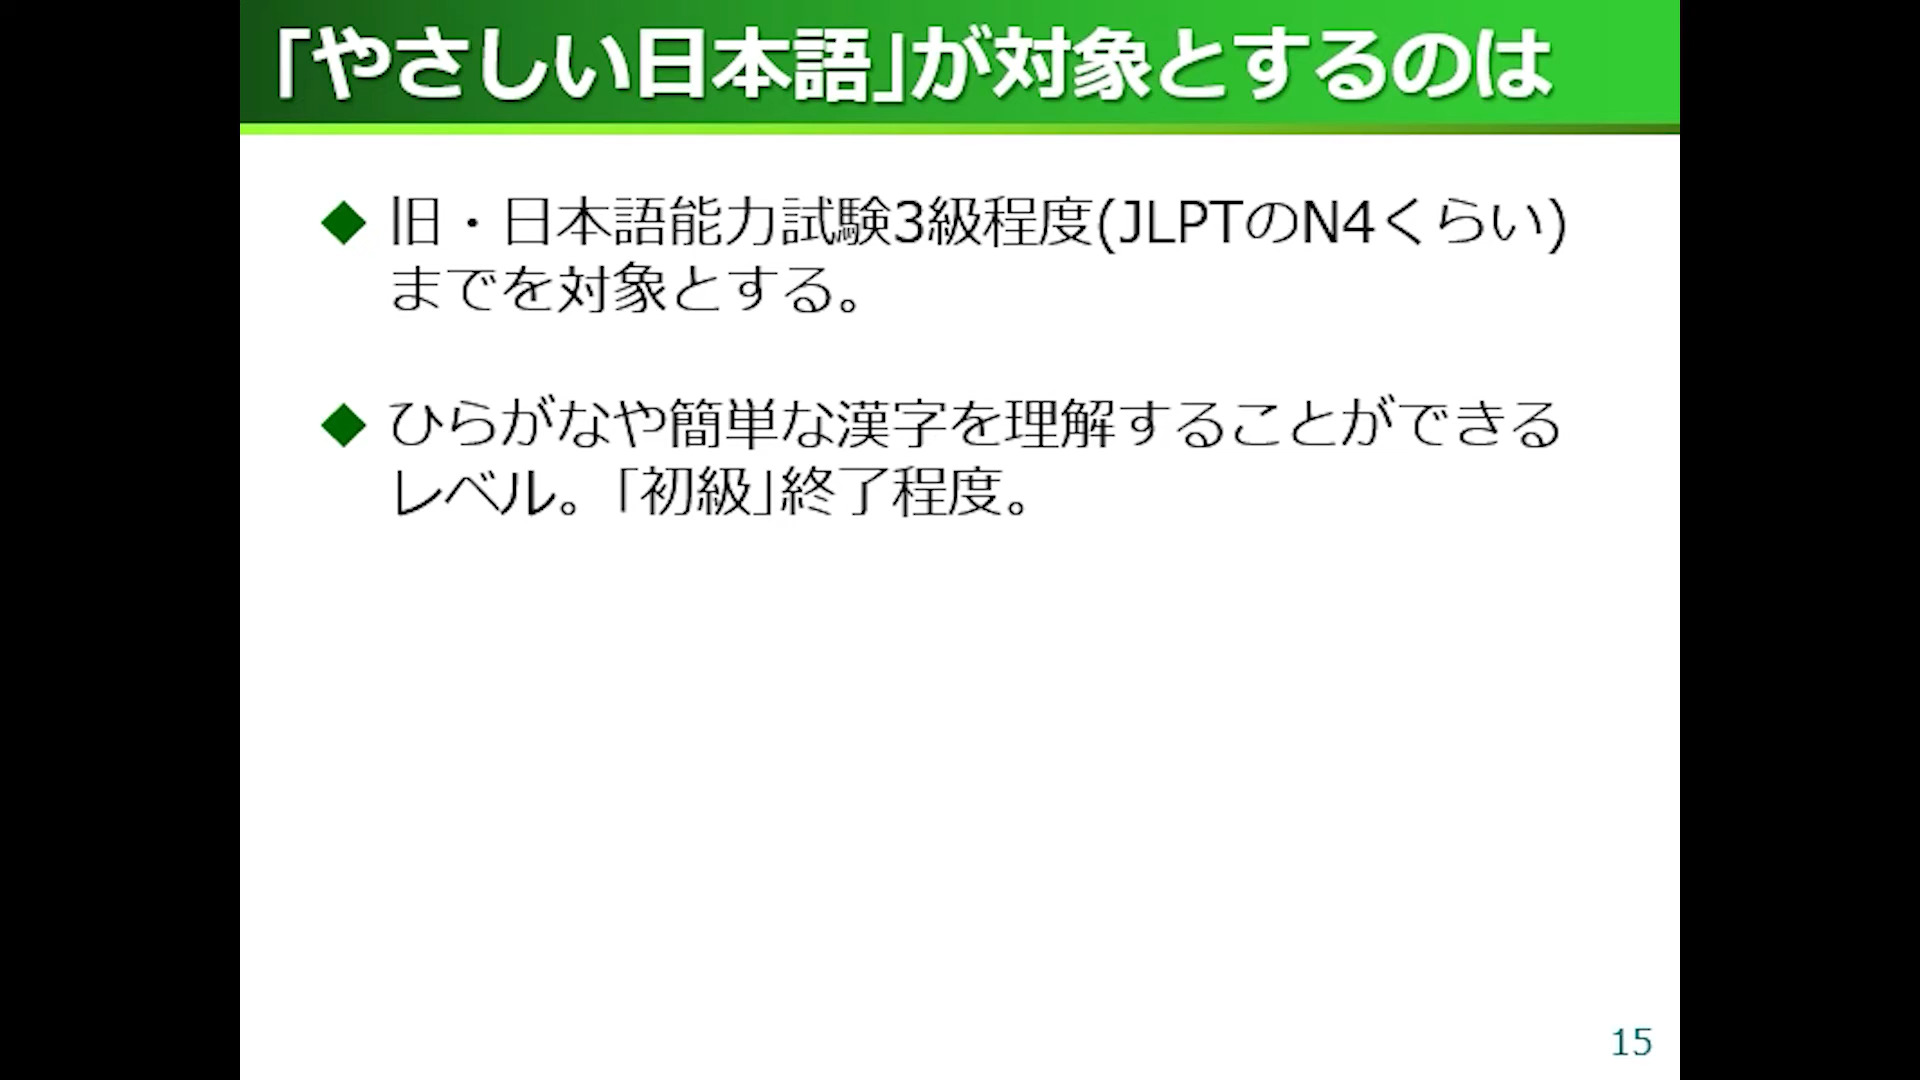 「やさしい日本語」が対象とするのは
◆ 旧・日本語能力試験3級程度(JLPTのN4くらい)
までを対象とする。
◆ ひらがなや簡単な漢字を理解することができる
レベル。「初級」終了程度。
15